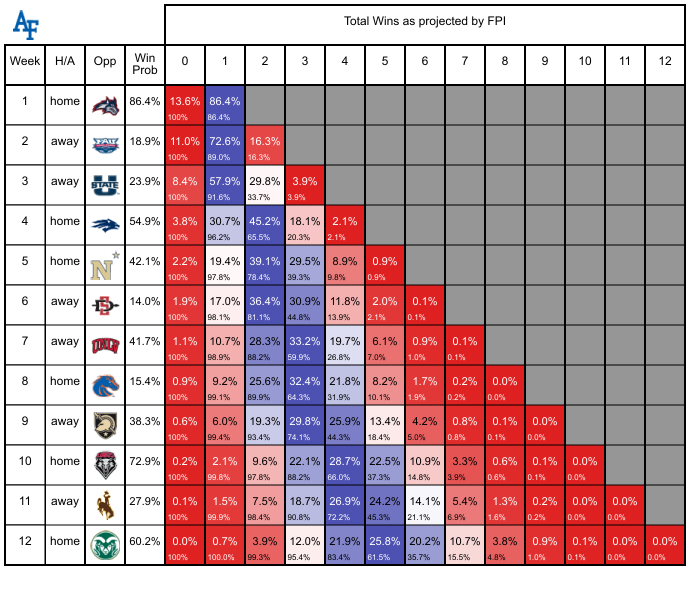 AF
Total Wins as projected by FPI
Week H/A Opp Win Prob 0 1 2 3 4 5 6 7 8 9 10 11 12
1 home 86.4% 13.6% 86.4%
100% 86.4%
2 away 18.9% 11.0% 72.6% 16.3%
100% 89.0% 16.3%
3 away STATE 23.9% 8.4% 57.9% 29.8% 3.9%
100% 91.6% 33.7% 3.9%
4 home 54.9% 3.8% 30.7% 45.2% 18.1% 2.1%
100% 96.2% 65.5% 20.3% 2.1%
5 home N 42.1% 2.2% 19.4% 39.1% 29.5% 8.9% 0.9%
100% 97.8% 78.4% 39.3% 9.8% 0.9%
6 away SD 14.0% 1.9% 17.0% 36.4% 30.9% 11.8% 2.0% 0.1%
100% 98.1% 81.1% 44.8% 13.9% 2.1% 0.1%
7 away UNLV 41.7% 1.1% 10.7% 28.3% 33.2% 19.7% 6.1% 0.9% 0.1%
100% 98.9% 88.2% 59.9% 26.8% 7.0% 1.0% 0.1%
8 home 15.4% 0.9% 9.2% 25.6% 32.4% 21.8% 8.2% 1.7% 0.2% 0.0%
100% 99.1% 89.9% 64.3% 31.9% 10.1% 1.9% 0.2% 0.0%
9 away 38.3% 0.6% 6.0% 19.3% 29.8% 25.9% 13.4% 4.2% 0.8% 0.1% 0.0%
100% 99.4% 93.4% 74.1% 44.3% 18.4% 5.0% 0.8% 0.1% 0.0%
10 home 72.9% 0.2% 2.1% 9.6% 22.1% 28.7% 22.5% 10.9% 3.3% 0.6% 0.1% 0.0%
100% 99.8% 97.8% 88.2% 66.0% 37.3% 14.8% 3.9% 0.6% 0.1% 0.0%
11 away 27.9% 0.1% 1.5% 7.5% 18.7% 26.9% 24.2% 14.1% 5.4% 1.3% 0.2% 0.0% 0.0%
100% 99.9% 98.4% 90.8% 72.2% 45.3% 21.1% 6.9% 1.6% 0.2% 0.0% 0.0%
12 home 60.2% 0.0% 0.7% 3.9% 12.0% 21.9% 25.8% 20.2% 10.7% 3.8% 0.9% 0.1% 0.0% 0.0%
100% 100.0% 99.3% 95.4% 83.4% 61.5% 35.7% 15.5% 4.8% 1.0% 0.1% 0.0% 0.0%